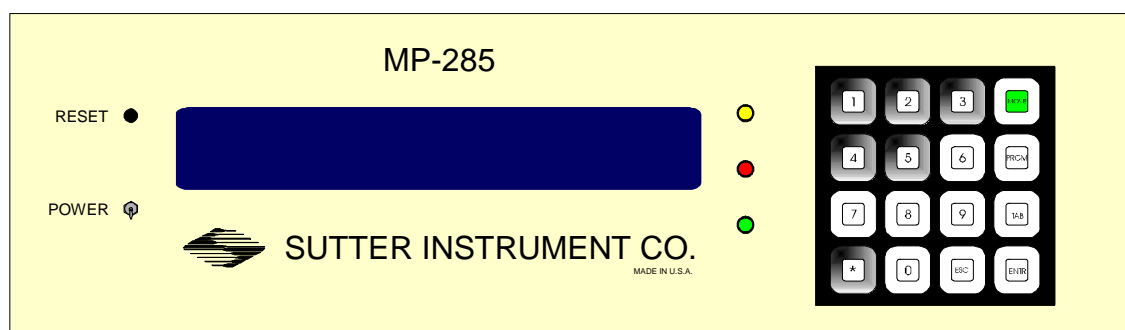 MP-285
RESET
POWER
SUTTER INSTRUMENT CO.
MADE IN U.S.A.
1 2 3 MOVE
4 5 6 PRGM
7 8 9 TAB
* 0 ESC ENTR